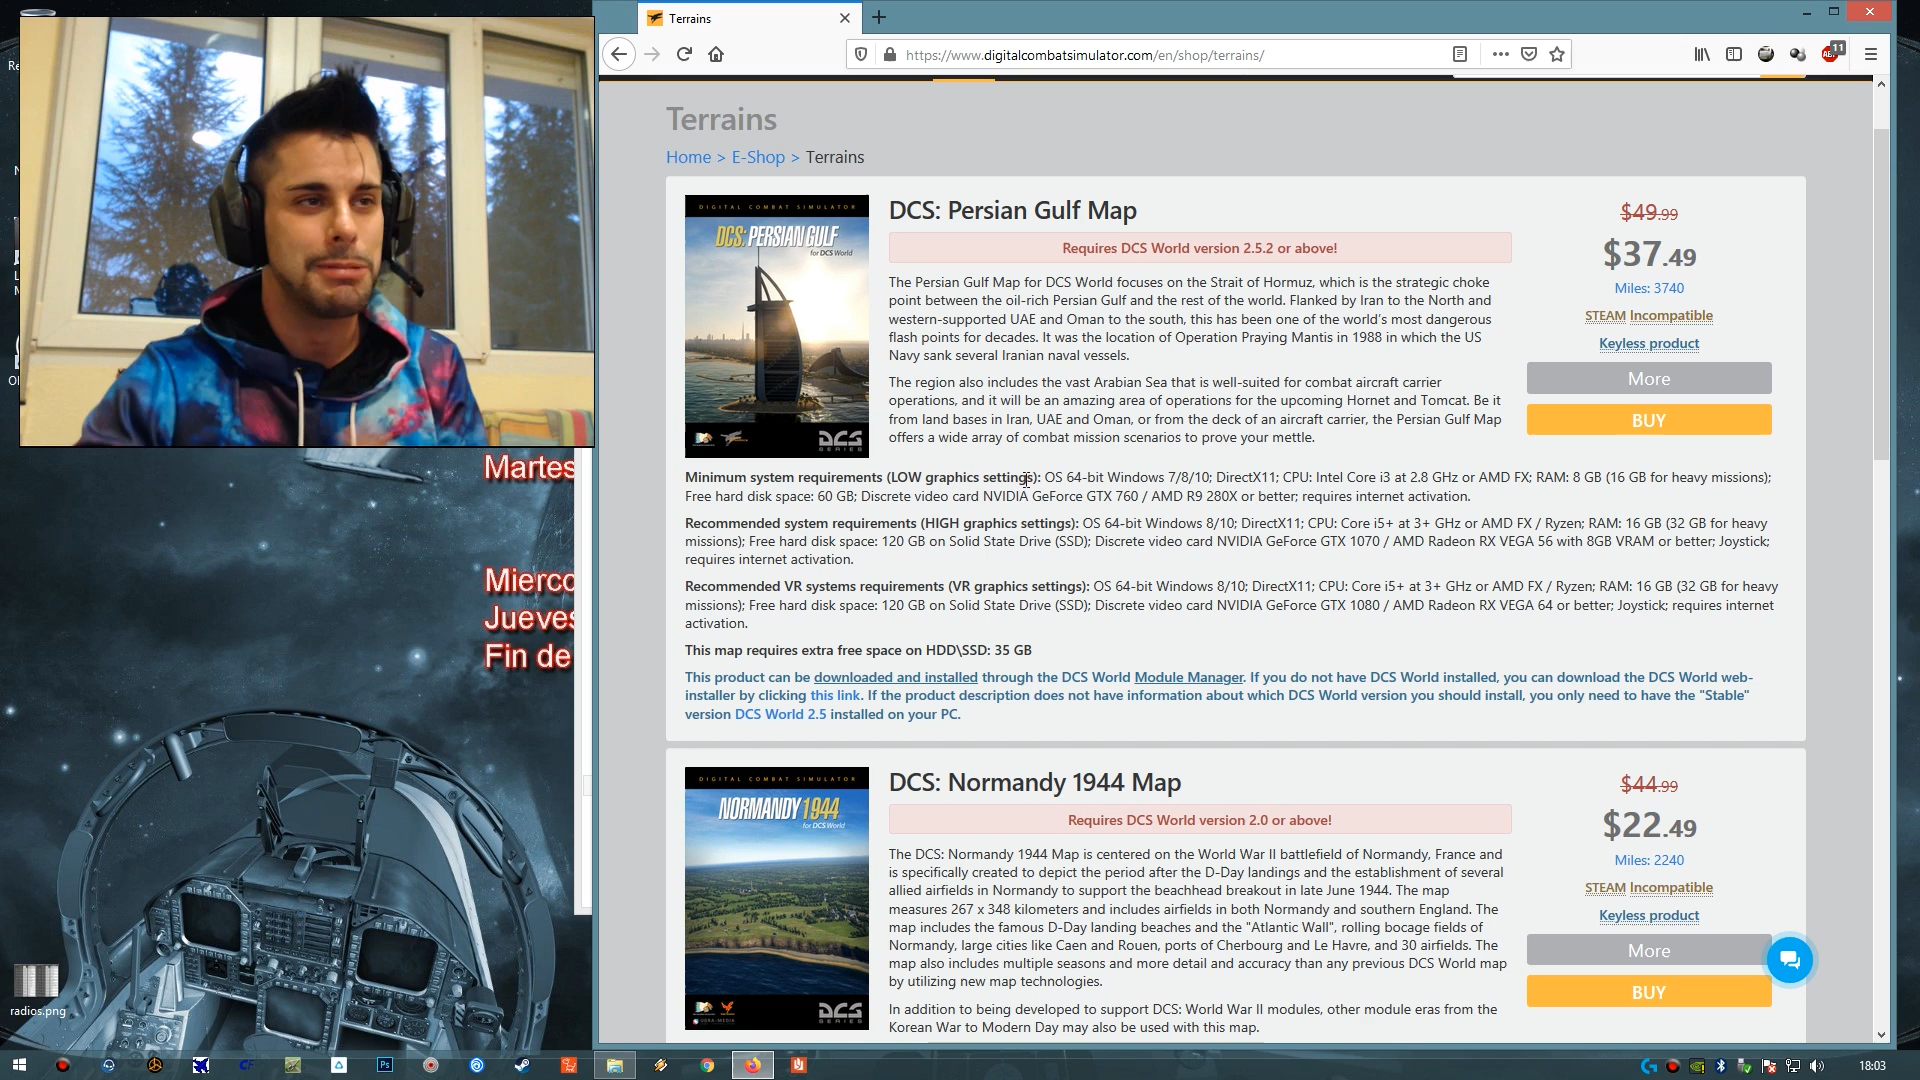 Terrains
https://www.digitalcombatsimulator.com/en/shop/terrains/
11
Terrains
Home > E-Shop > Terrains
DIGITAL COMBAT SIMULATOR
DCS: PERSIAN GULF
for DCS World
DCS
SERIES
DCS: Persian Gulf Map
Requires DCS World version 2.5.2 or above!
The Persian Gulf Map for DCS World focuses on the Strait of Hormuz, which is the strategic choke
point between the oil-rich Persian Gulf and the rest of the world. Flanked by Iran to the North and
western-supported UAE and Oman to the south, this has been one of the world's most dangerous
flash points for decades. It was the location of Operation Praying Mantis in 1988 in which the US
Navy sank several Iranian naval vessels.
The region also includes the vast Arabian Sea that is well-suited for combat aircraft carrier
operations, and it will be an amazing area of operations for the upcoming Hornet and Tomcat. Be it
from land bases in Iran, UAE and Oman, or from the deck of an aircraft carrier, the Persian Gulf Map
offers a wide array of combat mission scenarios to prove your mettle.
$49.99
$37.49
Miles: 3740
STEAM Incompatible
Keyless product
More
BUY
Minimum system requirements (LOW graphics settings): OS 64-bit Windows 7/8/10; DirectX11; CPU: Intel Core i3 at 2.8 GHz or AMD FX; RAM: 8 GB (16 GB for heavy missions);
Free hard disk space: 60 GB; Discrete video card NVIDIA GeForce GTX 760 / AMD R9 280X or better; requires internet activation.
Recommended system requirements (HIGH graphics settings): OS 64-bit Windows 8/10; DirectX11; CPU: Core i5+ at 3+ GHz or AMD FX / Ryzen; RAM: 16 GB (32 GB for heavy
missions); Free hard disk space: 120 GB on Solid State Drive (SSD); Discrete video card NVIDIA GeForce GTX 1070 / AMD Radeon RX VEGA 56 with 8GB VRAM or better; Joystick;
requires internet activation.
Recommended VR systems requirements (VR graphics settings): OS 64-bit Windows 8/10; DirectX11; CPU: Core i5+ at 3+ GHz or AMD FX / Ryzen; RAM: 16 GB (32 GB for heavy
missions); Free hard disk space: 120 GB on Solid State Drive (SSD); Discrete video card NVIDIA GeForce GTX 1080 / AMD Radeon RX VEGA 64 or better; Joystick; requires internet
activation.
This map requires extra free space on HDD\SSD: 35 GB
This product can be downloaded and installed through the DCS World Module Manager. If you do not have DCS World installed, you can download the DCS World web-
installer by clicking this link. If the product description does not have information about which DCS World version you should install, you only need to have the "Stable"
version DCS World 2.5 installed on your PC.
DIGITAL COMBAT SIMULATOR
NORMANDY 1944
for DCS World
DCS
SERIES
DCS: Normandy 1944 Map
Requires DCS World version 2.0 or above!
The DCS: Normandy 1944 Map is centered on the World War II battlefield of Normandy, France and
is specifically created to depict the period after the D-Day landings and the establishment of several
allied airfields in Normandy to support the beachhead breakout in late June 1944. The map
measures 267 x 348 kilometers and includes airfields in both Normandy and southern England. The
map includes the famous D-Day landing beaches and the "Atlantic Wall", rolling bocage fields of
Normandy, large cities like Caen and Rouen, ports of Cherbourg and Le Havre, and 30 airfields. The
map also includes multiple seasons and more detail and accuracy than any previous DCS World map
by utilizing new map technologies.
In addition to being developed to support DCS: World War II modules, other module eras from the
Korean War to Modern Day may also be used with this map.
$44.99
$22.49
Miles: 2240
STEAM Incompatible
Keyless product
More
BUY
Martes
Mierco
Jueves
Fin de
radios.png
Ps
18:03